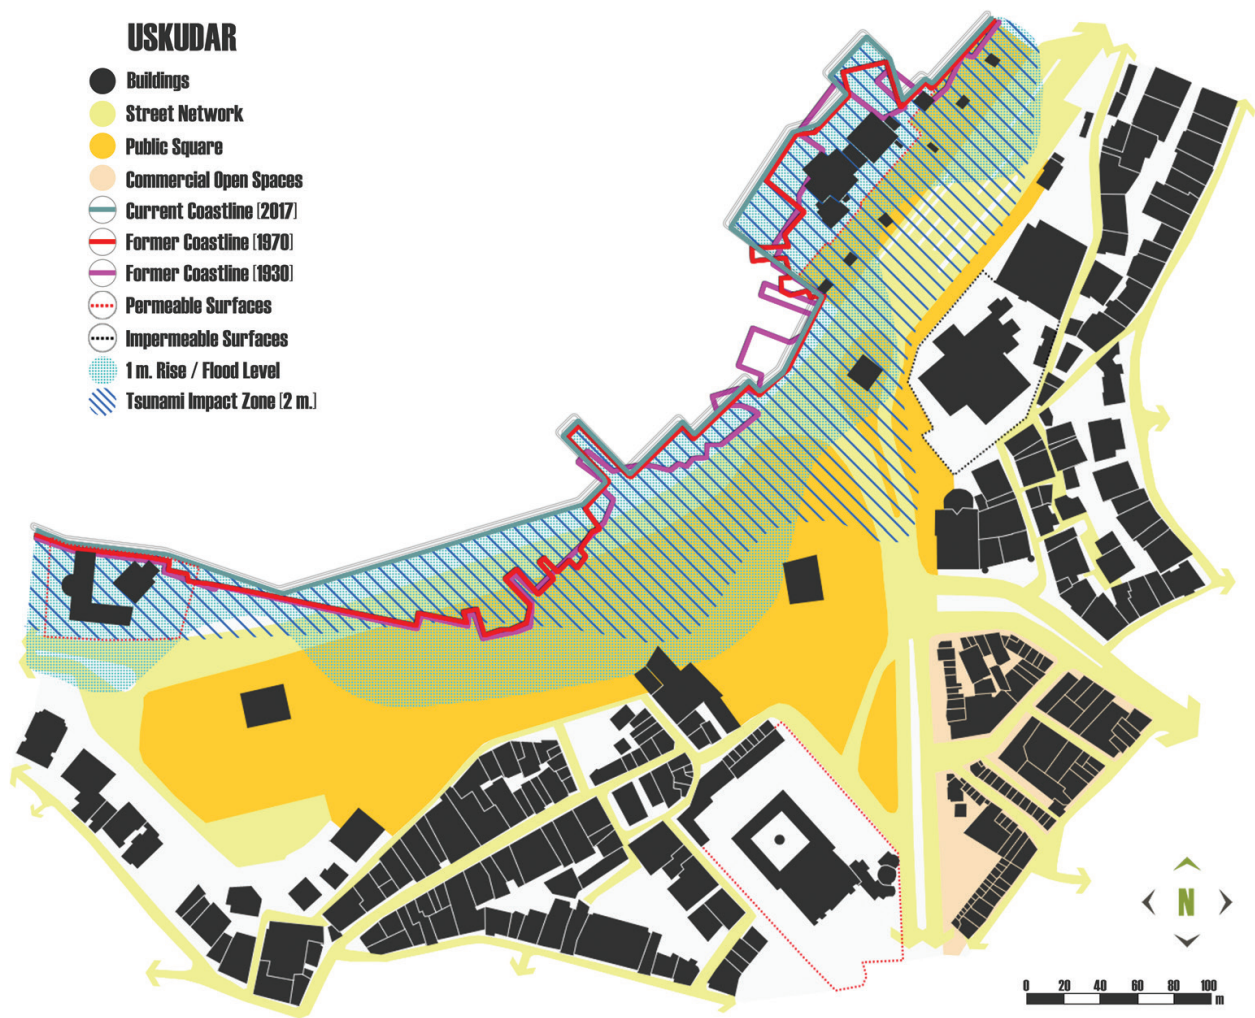 USKUDAR
Buildings
Street Network
Public Square
Commercial Open Spaces
Current Coastline [2017]
Former Coastline [1970]
Former Coastline [1930]
Permeable Surfaces
Impermeable Surfaces
1 m. Rise / Flood Level
Tsunami Impact Zone [2 m.]
N
0 20 40 60 80 100
m